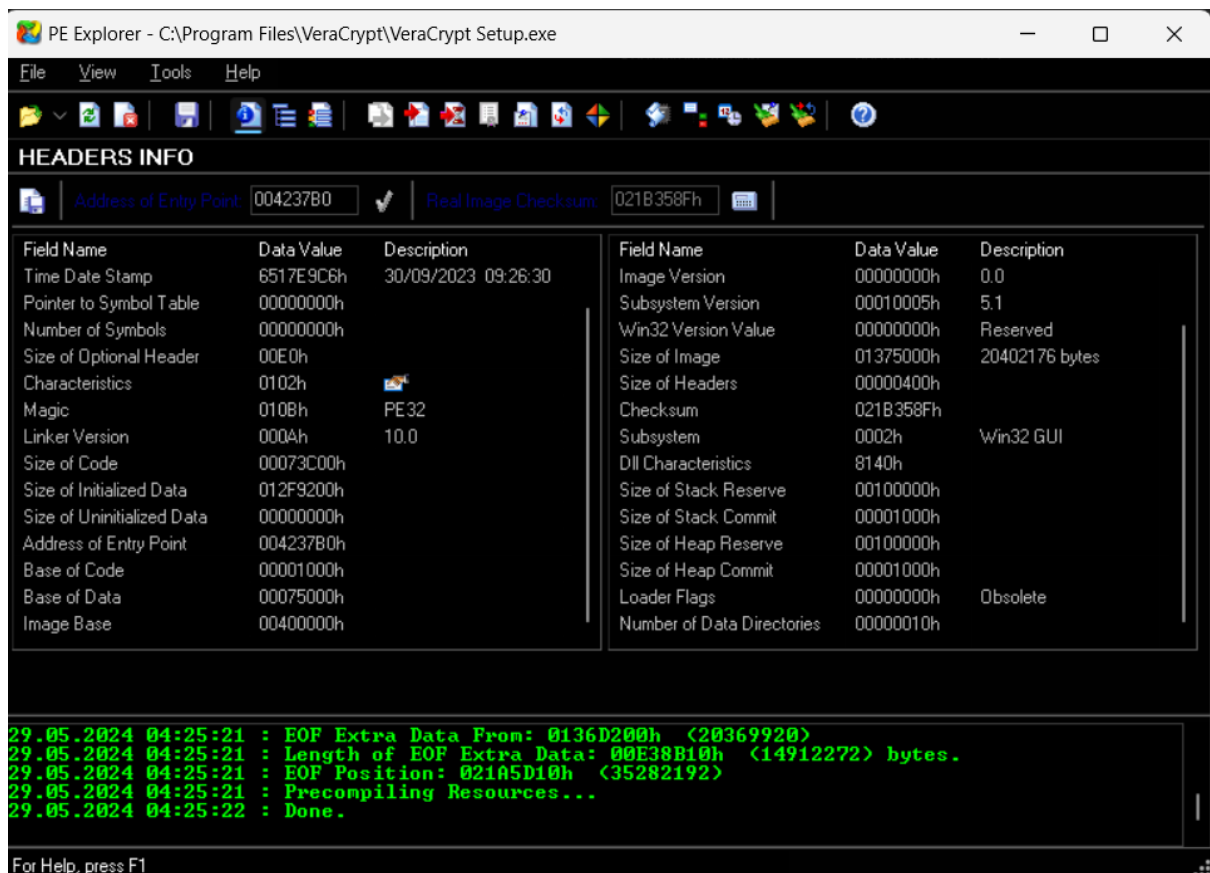 PE Explorer - C:\Program Files\VeraCrypt\VeraCrypt Setup.exe
File View Tools Help
HEADERS INFO
Address of Entry Point: 004237B0 Real Image Checksum: 021B358Fh
Field Name Data Value Description
Time Date Stamp 6517E9C6h 30/09/2023 09:26:30
Pointer to Symbol Table 00000000h
Number of Symbols 00000000h
Size of Optional Header 00E0h
Characteristics 0102h
Magic 010Bh PE32
Linker Version 000Ah 10.0
Size of Code 00073C00h
Size of Initialized Data 012F9200h
Size of Uninitialized Data 00000000h
Address of Entry Point 004237B0h
Base of Code 00001000h
Base of Data 00075000h
Image Base 00400000h
Field Name Data Value Description
Image Version 00000000h 0.0
Subsystem Version 00010005h 5.1
Win32 Version Value 00000000h Reserved
Size of Image 01375000h 20402176 bytes
Size of Headers 00000400h
Checksum 021B358Fh
Subsystem 0002h Win32 GUI
Dll Characteristics 8140h
Size of Stack Reserve 00100000h
Size of Stack Commit 00001000h
Size of Heap Reserve 00100000h
Size of Heap Commit 00001000h
Loader Flags 00000000h Obsolete
Number of Data Directories 00000010h
29.05.2024 04:25:21 : EOF Extra Data From: 0136D200h (20369920)
29.05.2024 04:25:21 : Length of EOF Extra Data: 00E38B10h (14912272) bytes.
29.05.2024 04:25:21 : EOF Position: 021A5D10h (35282192)
29.05.2024 04:25:21 : Precompiling Resources...
29.05.2024 04:25:22 : Done.
For Help, press F1